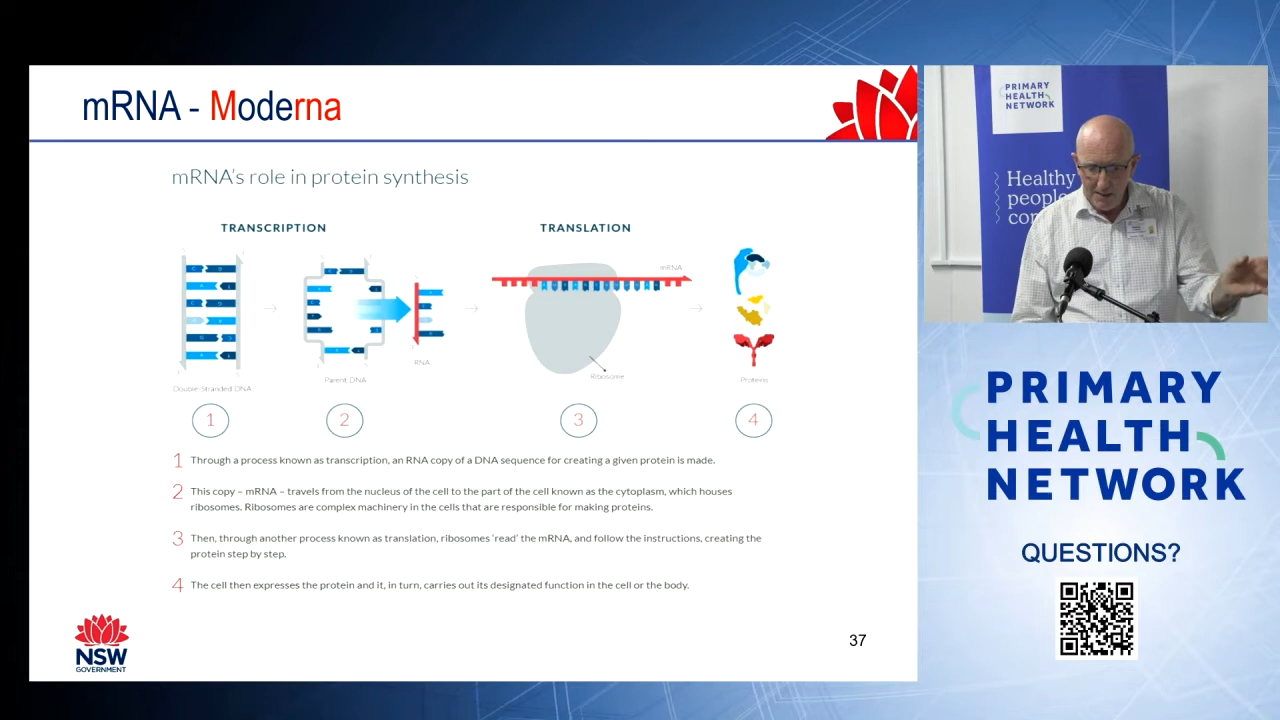 mRNA - Moderna
mRNA's role in protein synthesis
TRANSCRIPTION
TRANSLATION
mRNA
RNA
Ribosome
Double-Stranded DNA
Parent DNA
Proteins
1
2
3
4
1 Through a process known as transcription, an RNA copy of a DNA sequence for creating a given protein is made.
2 This copy – mRNA – travels from the nucleus of the cell to the part of the cell known as the cytoplasm, which houses
ribosomes. Ribosomes are complex machinery in the cells that are responsible for making proteins.
3 Then, through another process known as translation, ribosomes 'read' the mRNA, and follow the instructions, creating the
protein step by step.
4 The cell then expresses the protein and it, in turn, carries out its designated function in the cell or the body.
NSW
GOVERNMENT
37
PRIMARY
HEALTH
NETWORK
Healthy
people
PRIMARY
HEALTH
NETWORK
QUESTIONS?